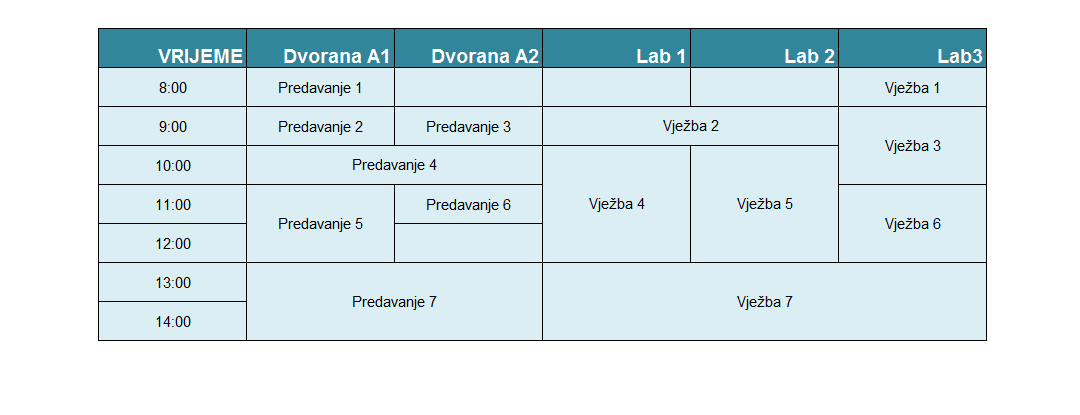 VRIJEME Dvorana A1 Dvorana A2 Lab 1 Lab 2 Lab3
8:00 Predavanje 1 Vježba 1
9:00 Predavanje 2 Predavanje 3 Vježba 2
Vježba 3
10:00 Predavanje 4
11:00 Predavanje 6 Vježba 4 Vježba 5
Predavanje 5 Vježba 6
12:00
13:00
Predavanje 7 Vježba 7
14:00